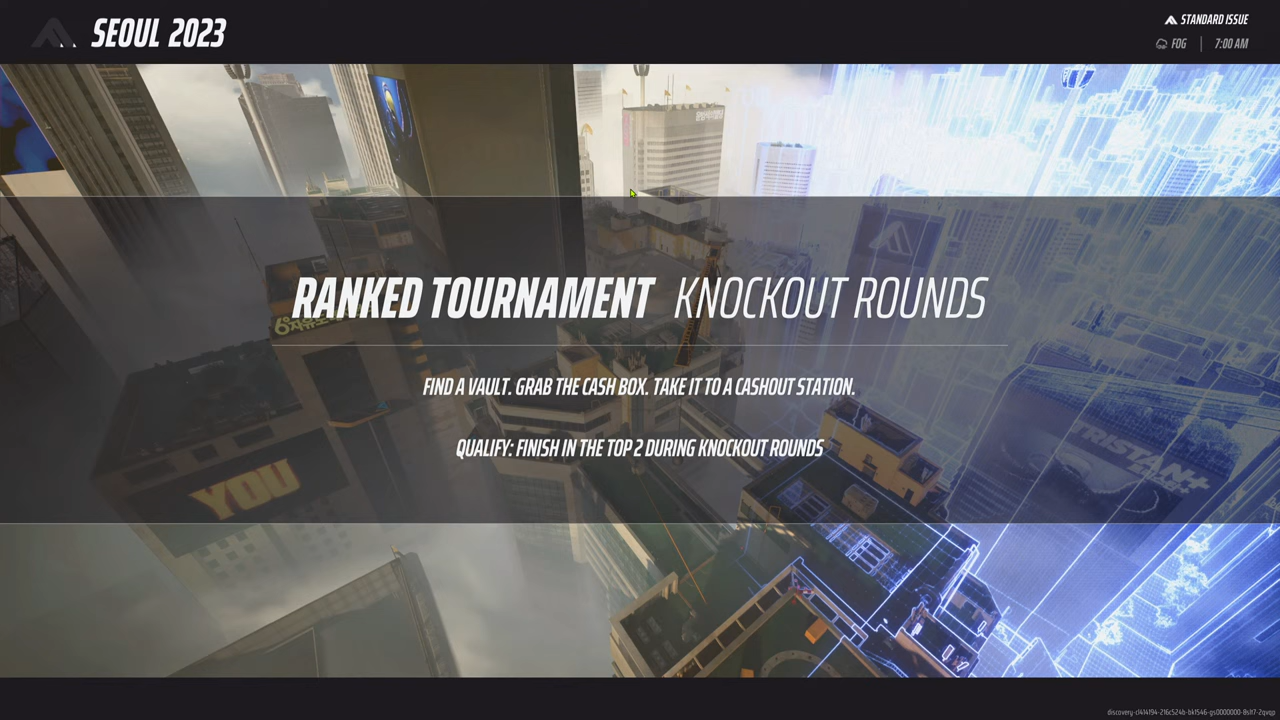 SEOUL 2023
STANDARD ISSUE
FOG | 7:00 AM
RANKED TOURNAMENT KNOCKOUT ROUNDS
FIND A VAULT. GRAB THE CASH BOX. TAKE IT TO A CASHOUT STATION.
QUALIFY: FINISH IN THE TOP 2 DURING KNOCKOUT ROUNDS
YOU
TRISTAN+